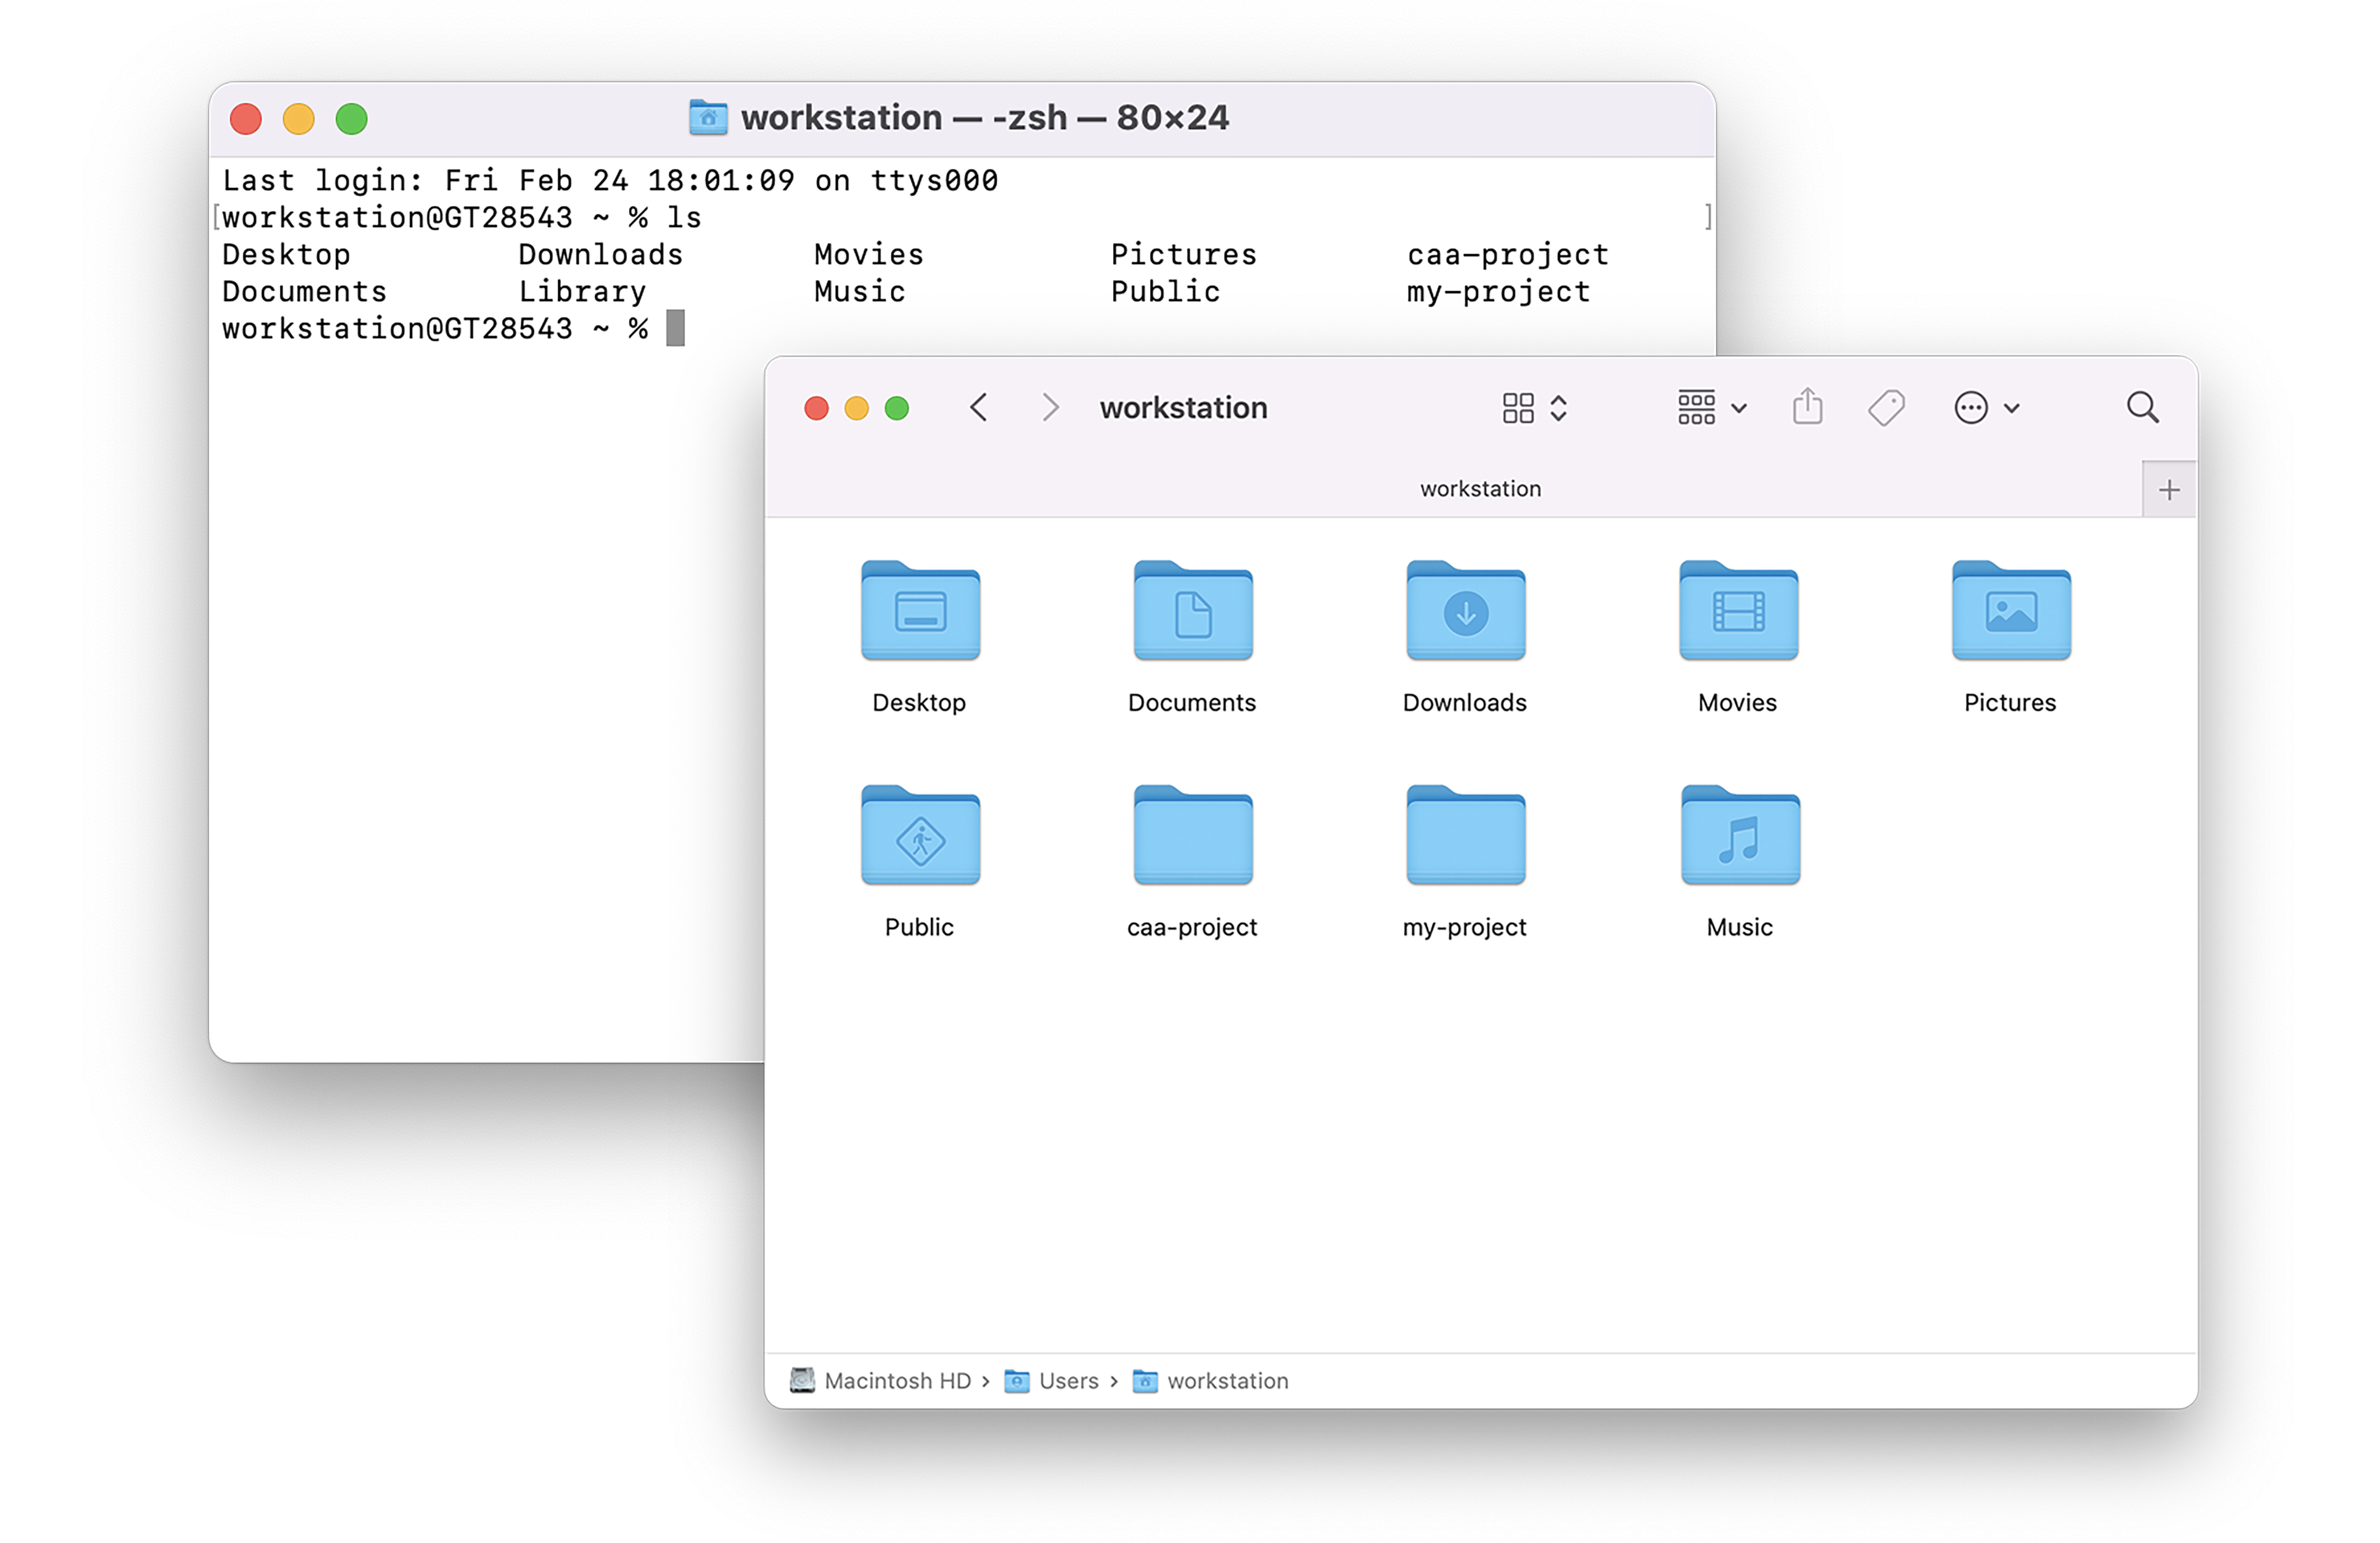 workstation — -zsh — 80×24
Last login: Fri Feb 24 18:01:09 on ttys000
[workstation@GT28543 ~ % ls ]
Desktop Downloads Movies Pictures caa-project
Documents Library Music Public my-project
workstation@GT28543 ~ %
workstation
workstation
Desktop Documents Downloads Movies Pictures
Public caa-project my-project Music
Macintosh HD › Users › workstation